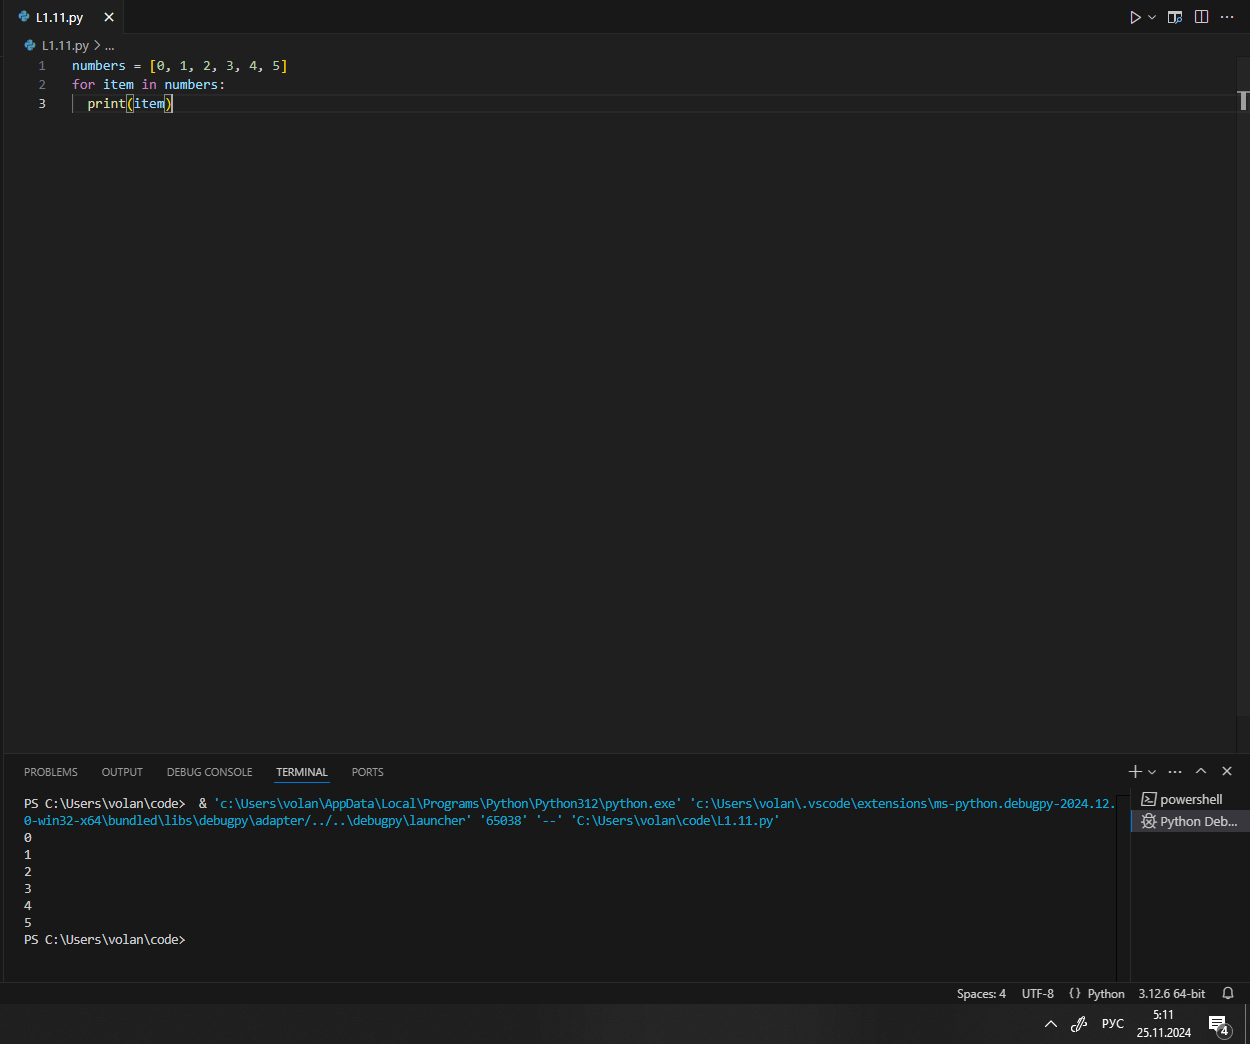 L1.11.py
L1.11.py > ...
1 numbers = [0, 1, 2, 3, 4, 5]
2 for item in numbers:
3   print(item)
PROBLEMS OUTPUT DEBUG CONSOLE TERMINAL PORTS
PS C:\Users\volan\code>  & 'c:\Users\volan\AppData\Local\Programs\Python\Python312\python.exe' 'c:\Users\volan\.vscode\extensions\ms-python.debugpy-2024.12.
0-win32-x64\bundled\libs\debugpy\adapter/../..\debugpy\launcher' '65038' '--' 'C:\Users\volan\code\L1.11.py'
0
1
2
3
4
5
PS C:\Users\volan\code>
powershell
Python Deb...
Spaces: 4 UTF-8 {} Python 3.12.6 64-bit
РУС
5:11
25.11.2024
4